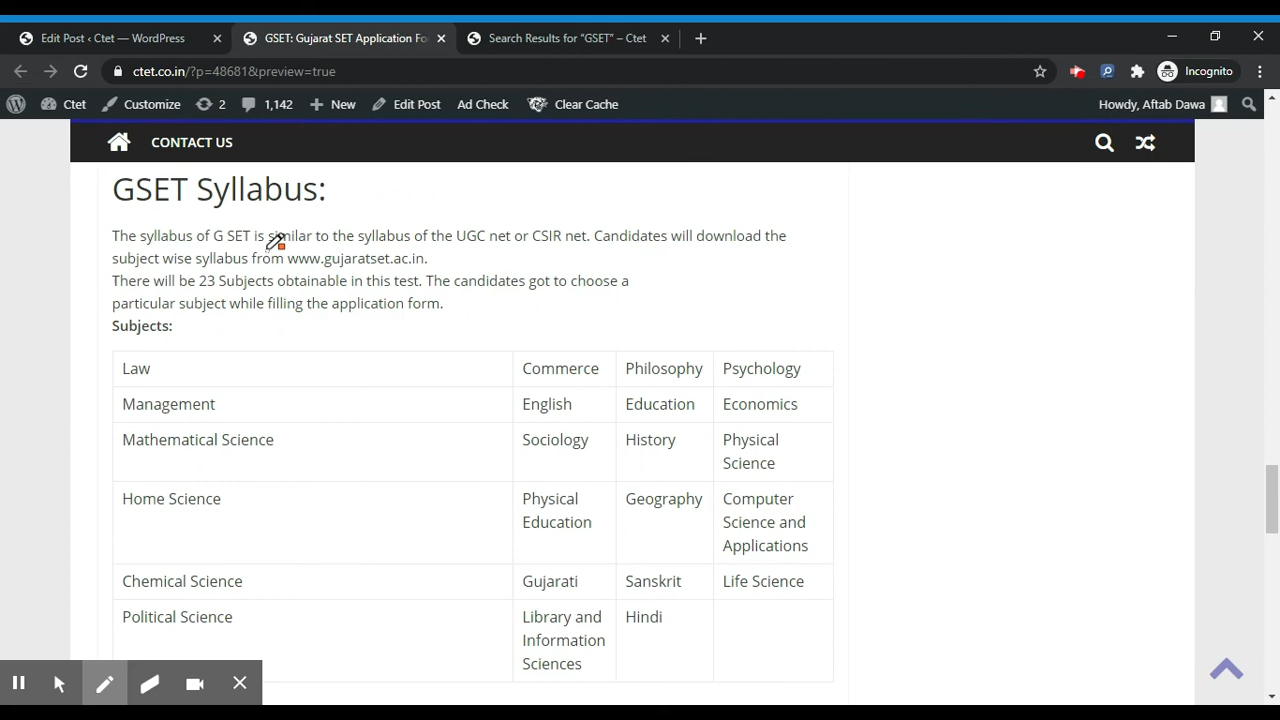 Edit Post ‹ Ctet — WordPress
GSET: Gujarat SET Application Fo
Search Results for “GSET” – Ctet
ctet.co.in/?p=48681&preview=true
Incognito
Ctet Customize 2 1,142 New Edit Post Ad Check Clear Cache Howdy, Aftab Dawa
CONTACT US
GSET Syllabus:
The syllabus of G SET is similar to the syllabus of the UGC net or CSIR net. Candidates will download the
subject wise syllabus from www.gujaratset.ac.in.
There will be 23 Subjects obtainable in this test. The candidates got to choose a
particular subject while filling the application form.
Subjects:
Law Commerce Philosophy Psychology
Management English Education Economics
Mathematical Science Sociology History Physical
Science
Home Science Physical Geography Computer
Education Science and
Applications
Chemical Science Gujarati Sanskrit Life Science
Political Science Library and Hindi
Information
Sciences